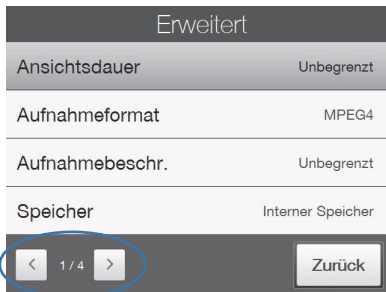 Erweitert
Ansichtsdauer Unbegrenzt
Aufnahmeformat MPEG4
Aufnahmebeschr. Unbegrenzt
Speicher Interner Speicher
< 1 / 4 > Zurück